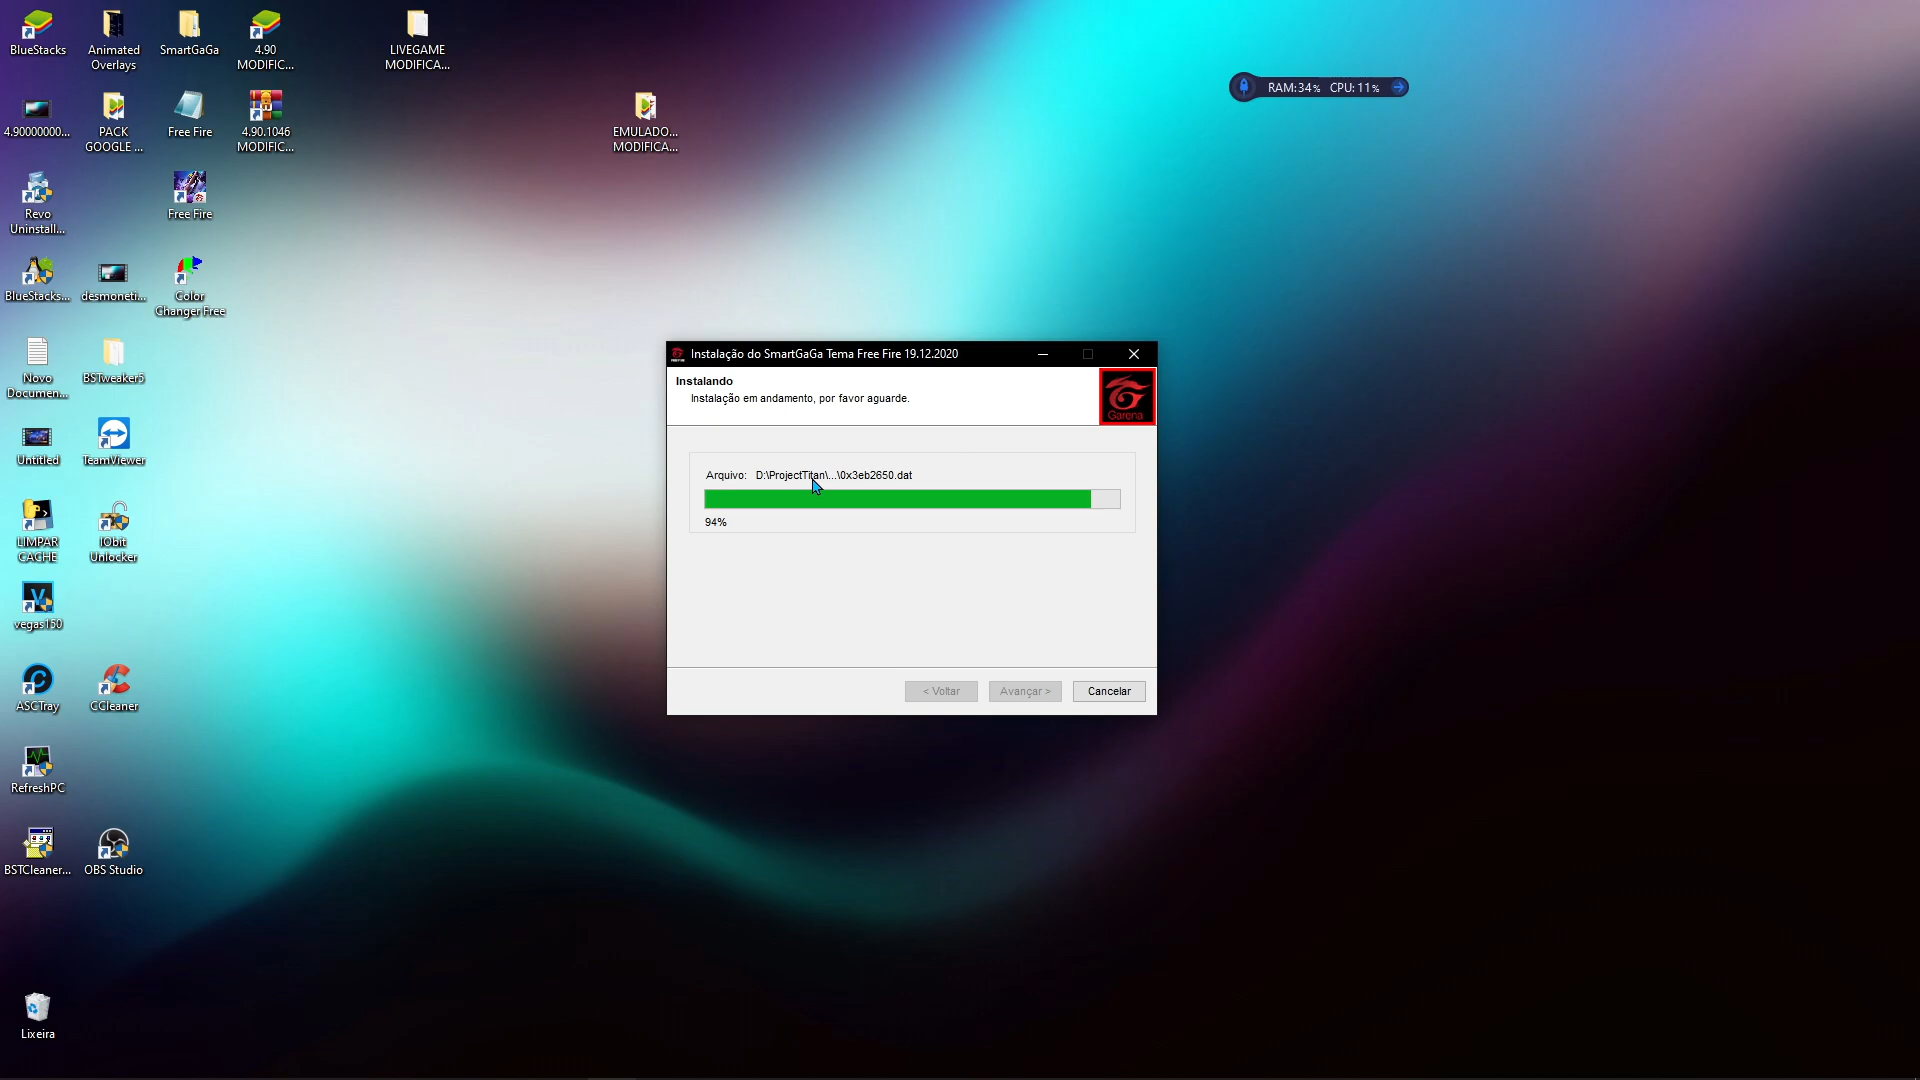 BlueStacks
Animated
Overlays
SmartGaGa
4.90
MODIFIC...
LIVEGAME
MODIFICA...
RAM:34% CPU: 11%
4.90000000...
PACK
GOOGLE ...
Free Fire
4.90.1046
MODIFIC...
EMULADO...
MODIFICA...
Revo
Uninstall...
Free Fire
BlueStacks...
desmoneti...
Color
Changer Free
Novo
Documen...
BSTweaker5
Untitled
TeamViewer
LIMPAR
CACHE
IObit
Unlocker
vegas150
ASCTray
CCleaner
RefreshPC
BSTCleaner...
OBS Studio
Lixeira
Instalação do SmartGaGa Tema Free Fire 19.12.2020
Instalando
Instalação em andamento, por favor aguarde.
Garena
Arquivo: D:\ProjectTitan\...\0x3eb2650.dat
94%
< Voltar
Avançar >
Cancelar